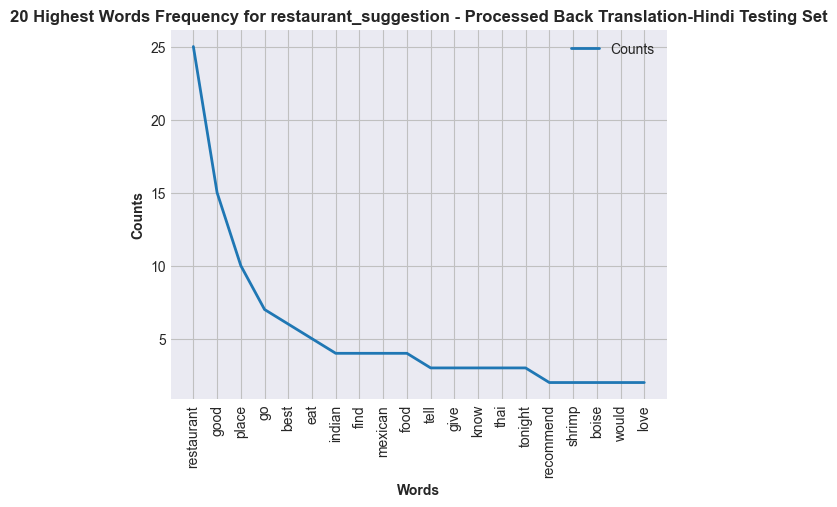 20 Highest Words Frequency for restaurant_suggestion - Processed Back Translation-Hindi Testing Set
Counts
25
20
15
10
5
Counts
restaurant
good
place
go
best
eat
indian
find
mexican
food
tell
give
know
thai
tonight
recommend
shrimp
boise
would
love
Words